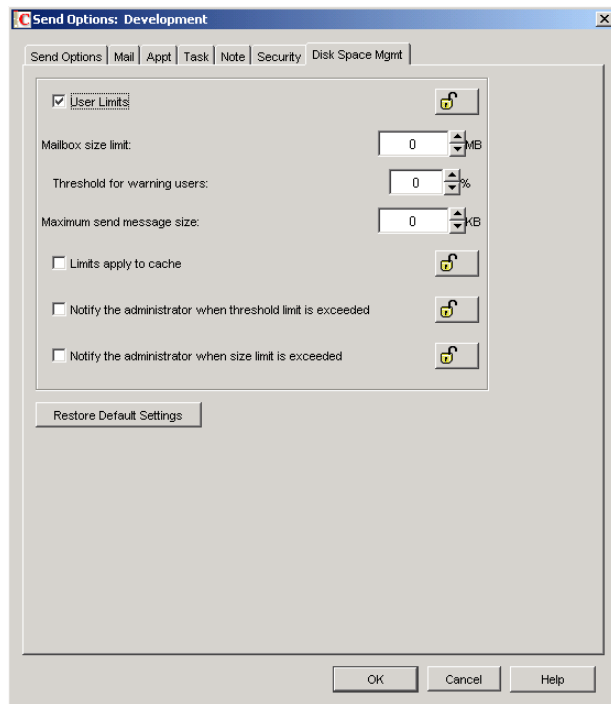 Send Options: Development
Send Options Mail Appt Task Note Security Disk Space Mgmt
User Limits
Mailbox size limit: 0 MB
Threshold for warning users: 0 %
Maximum send message size: 0 KB
Limits apply to cache
Notify the administrator when threshold limit is exceeded
Notify the administrator when size limit is exceeded
Restore Default Settings
OK Cancel Help